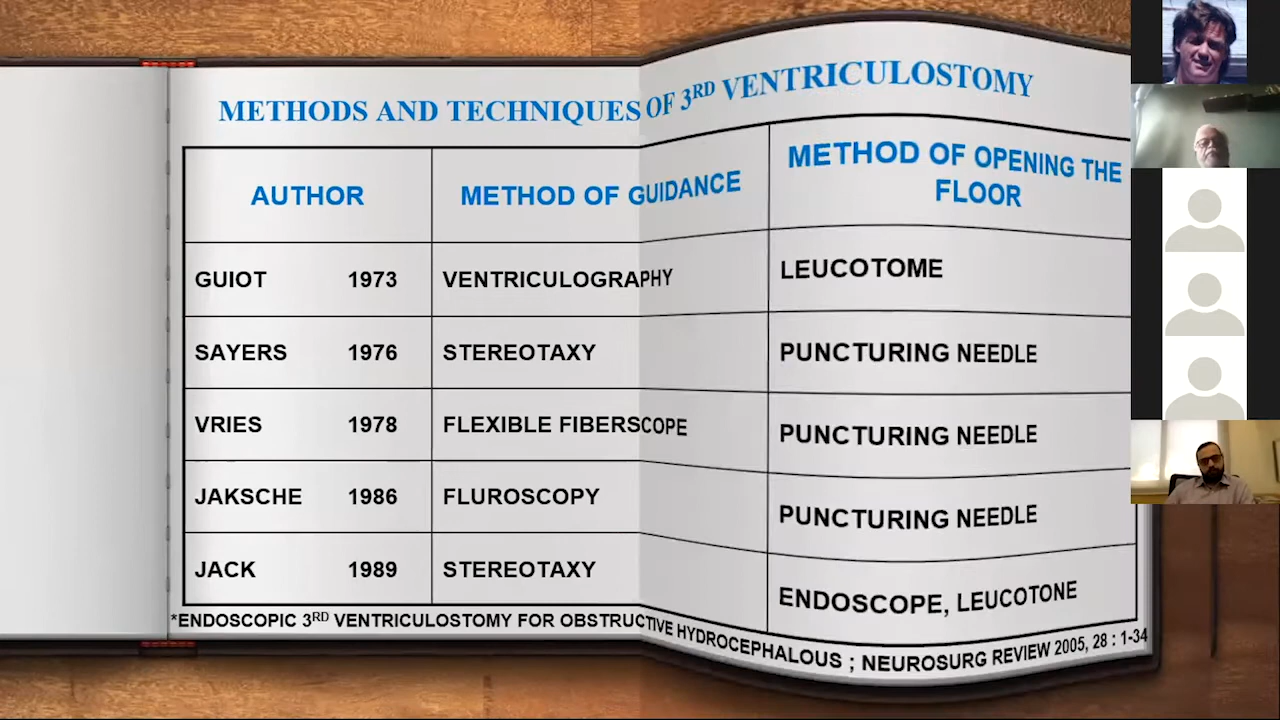 METHODS AND TECHNIQUES OF 3RD VENTRICULOSTOMY
AUTHOR METHOD OF GUIDANCE METHOD OF OPENING THE FLOOR
GUIOT 1973 VENTRICULOGRAPHY LEUCOTOME
SAYERS 1976 STEREOTAXY PUNCTURING NEEDLE
VRIES 1978 FLEXIBLE FIBERSCOPE PUNCTURING NEEDLE
JAKSCHE 1986 FLUROSCOPY PUNCTURING NEEDLE
JACK 1989 STEREOTAXY ENDOSCOPE, LEUCOTONE
*ENDOSCOPIC 3RD VENTRICULOSTOMY FOR OBSTRUCTIVE HYDROCEPHALOUS ; NEUROSURG REVIEW 2005, 28 : 1-34